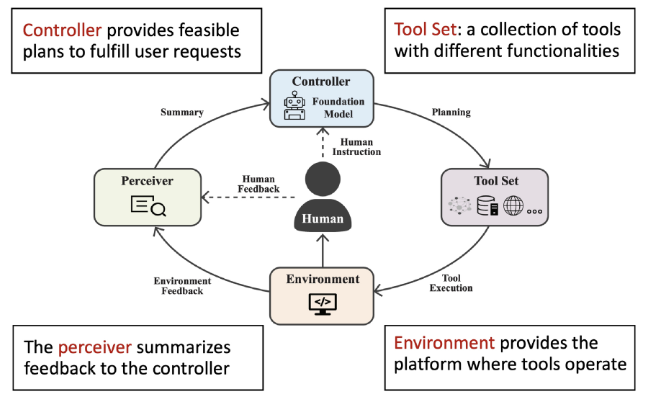 Controller provides feasible
plans to fulfill user requests
Tool Set: a collection of tools
with different functionalities
Controller
Foundation
Model
Summary
Planning
Human
Instruction
Human
Feedback
Perceiver
Tool Set
Human
Environment
Feedback
Environment
</>
Tool
Execution
The perceiver summarizes
feedback to the controller
Environment provides the
platform where tools operate